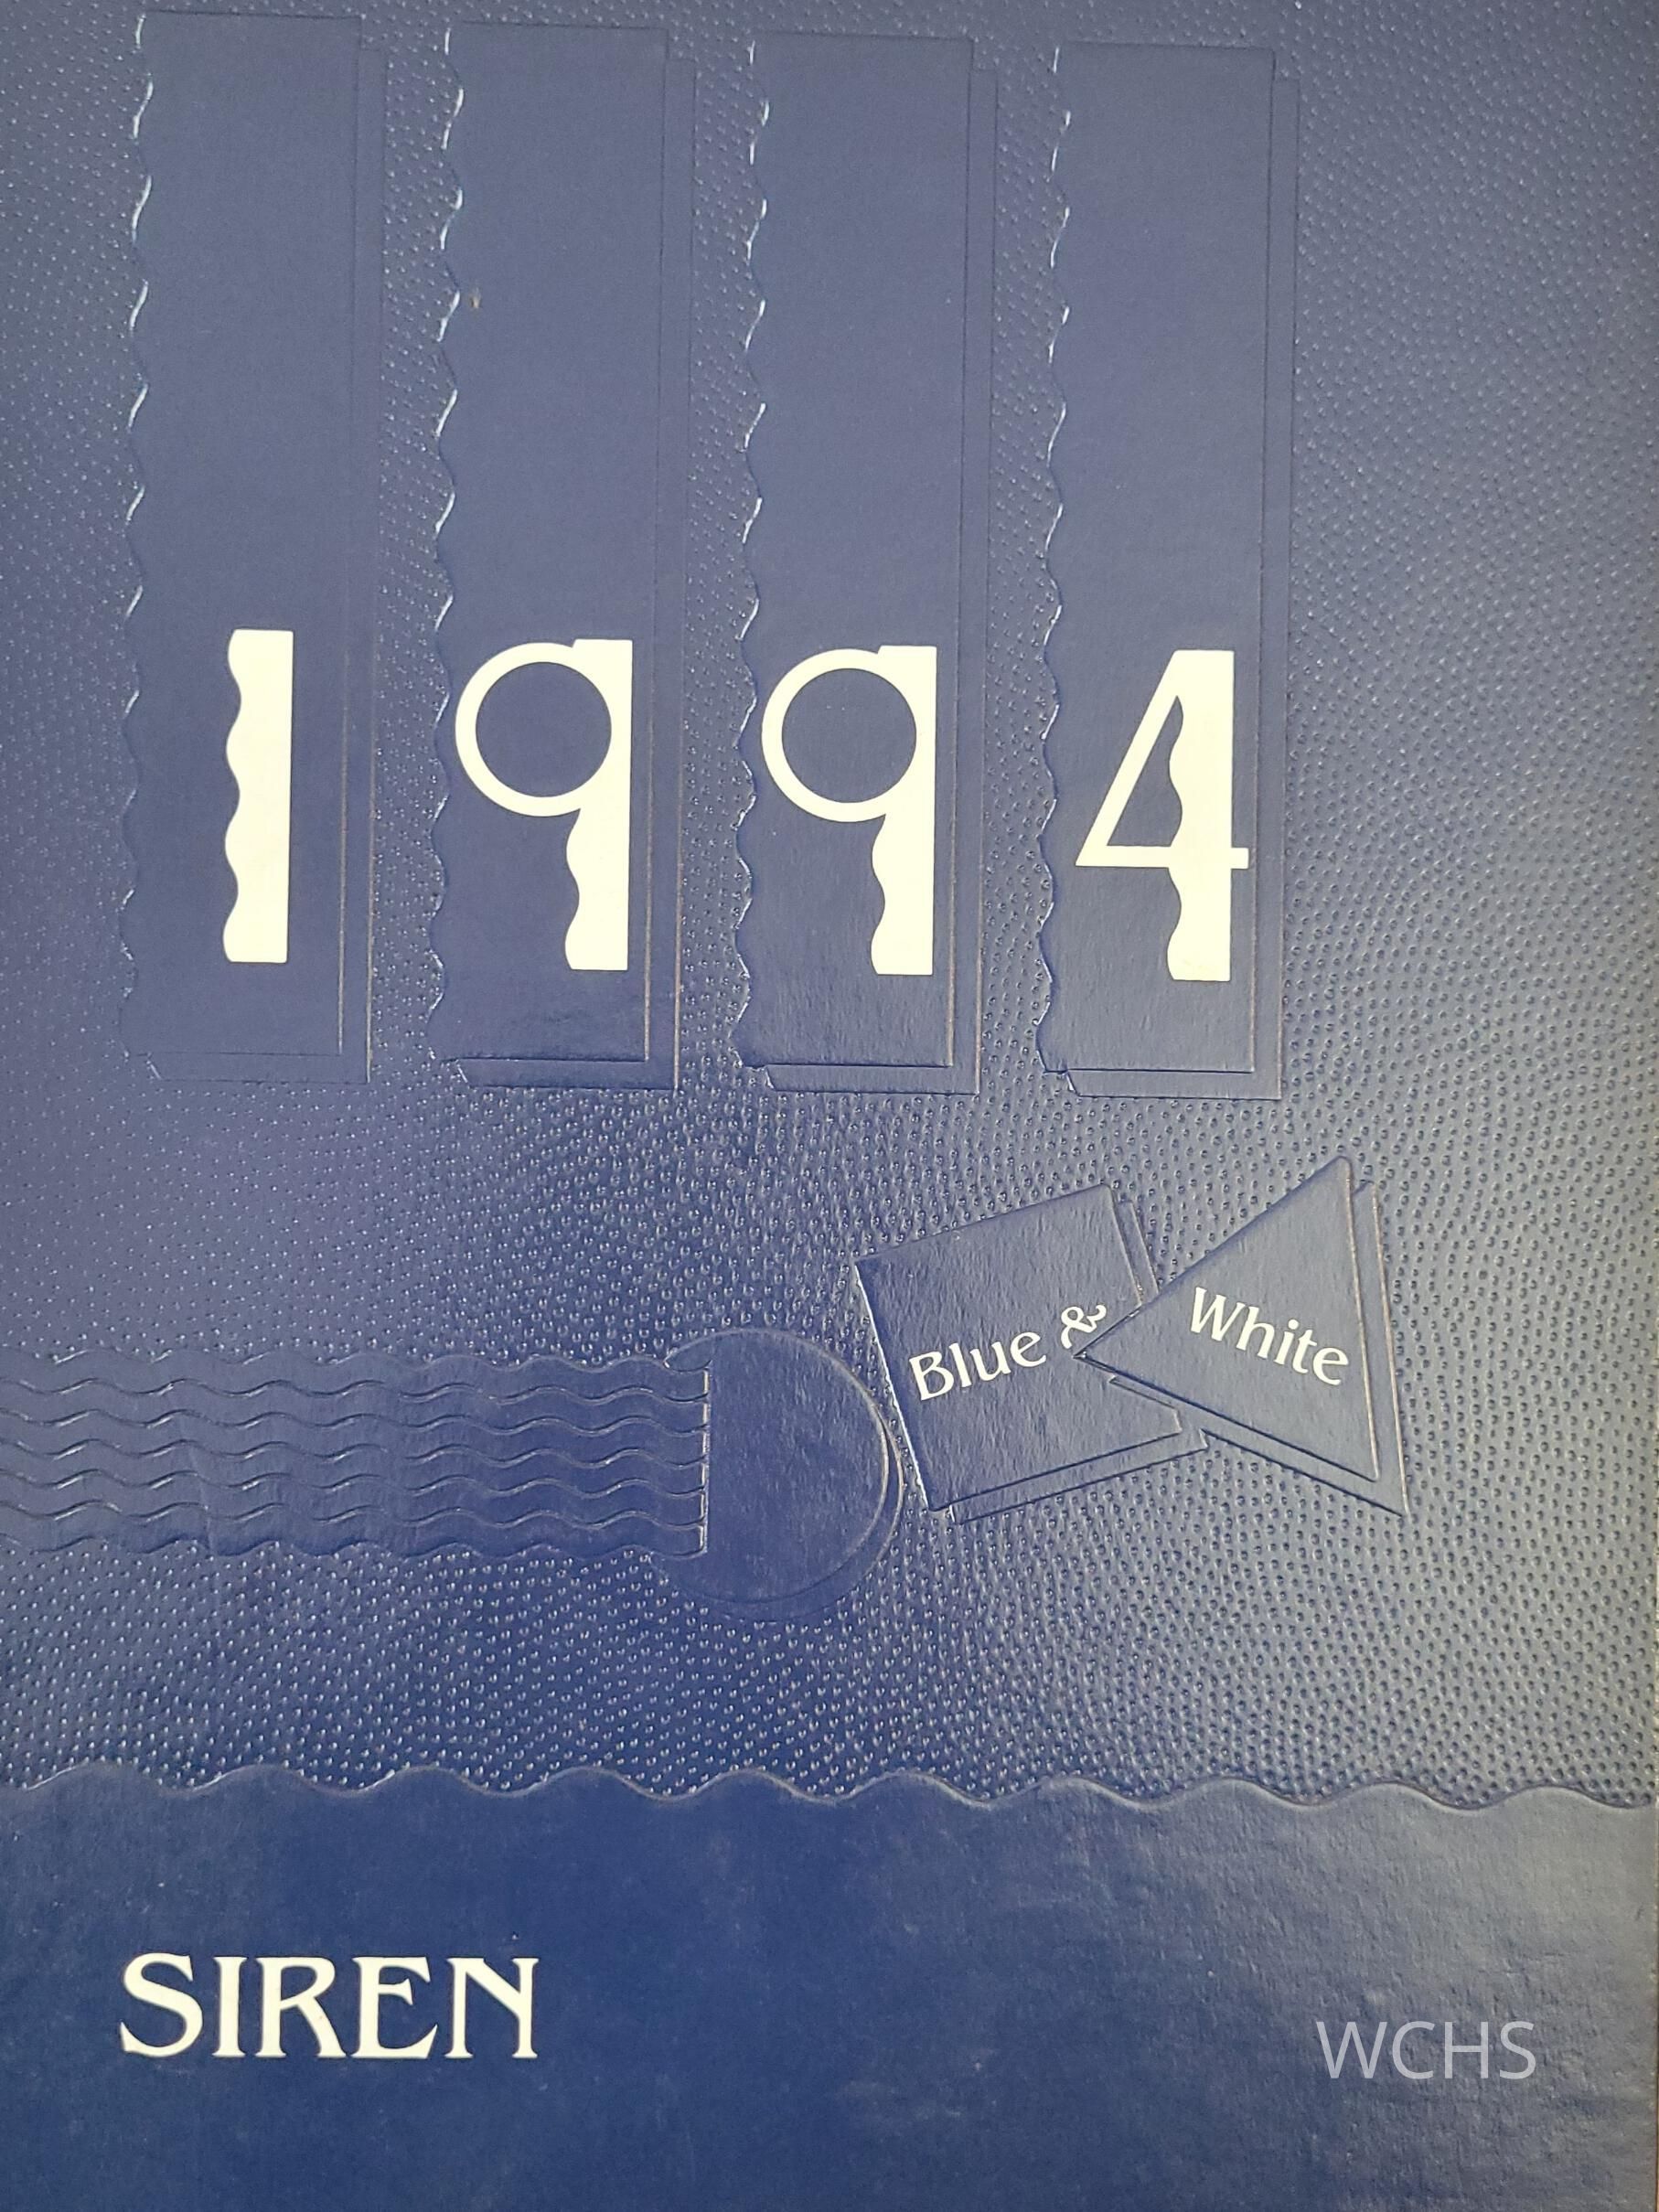 1994
Blue & White
SIREN
WCHS